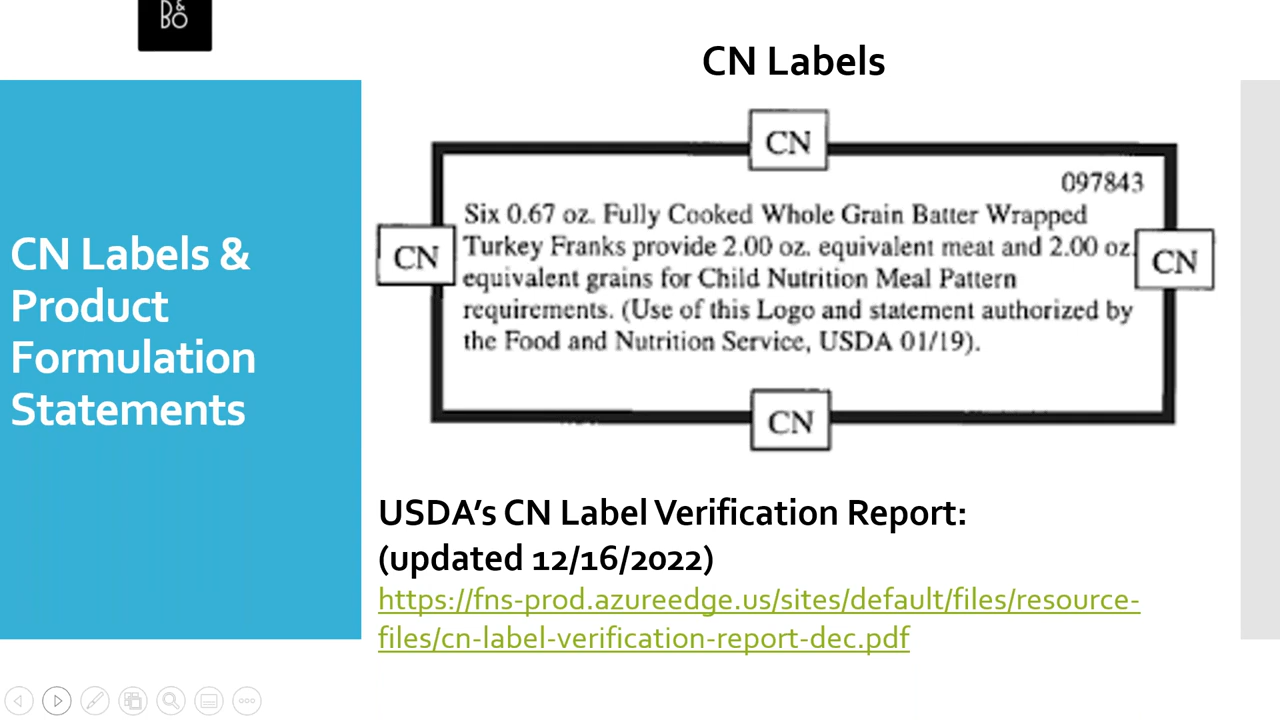 B&O
CN Labels
CN Labels &
Product
Formulation
Statements
CN
097843
Six 0.67 oz. Fully Cooked Whole Grain Batter Wrapped
Turkey Franks provide 2.00 oz. equivalent meat and 2.00 oz.
equivalent grains for Child Nutrition Meal Pattern
requirements. (Use of this Logo and statement authorized by
the Food and Nutrition Service, USDA 01/19).
CN
CN
CN
USDA's CN Label Verification Report:
(updated 12/16/2022)
https://fns-prod.azureedge.us/sites/default/files/resource-
files/cn-label-verification-report-dec.pdf